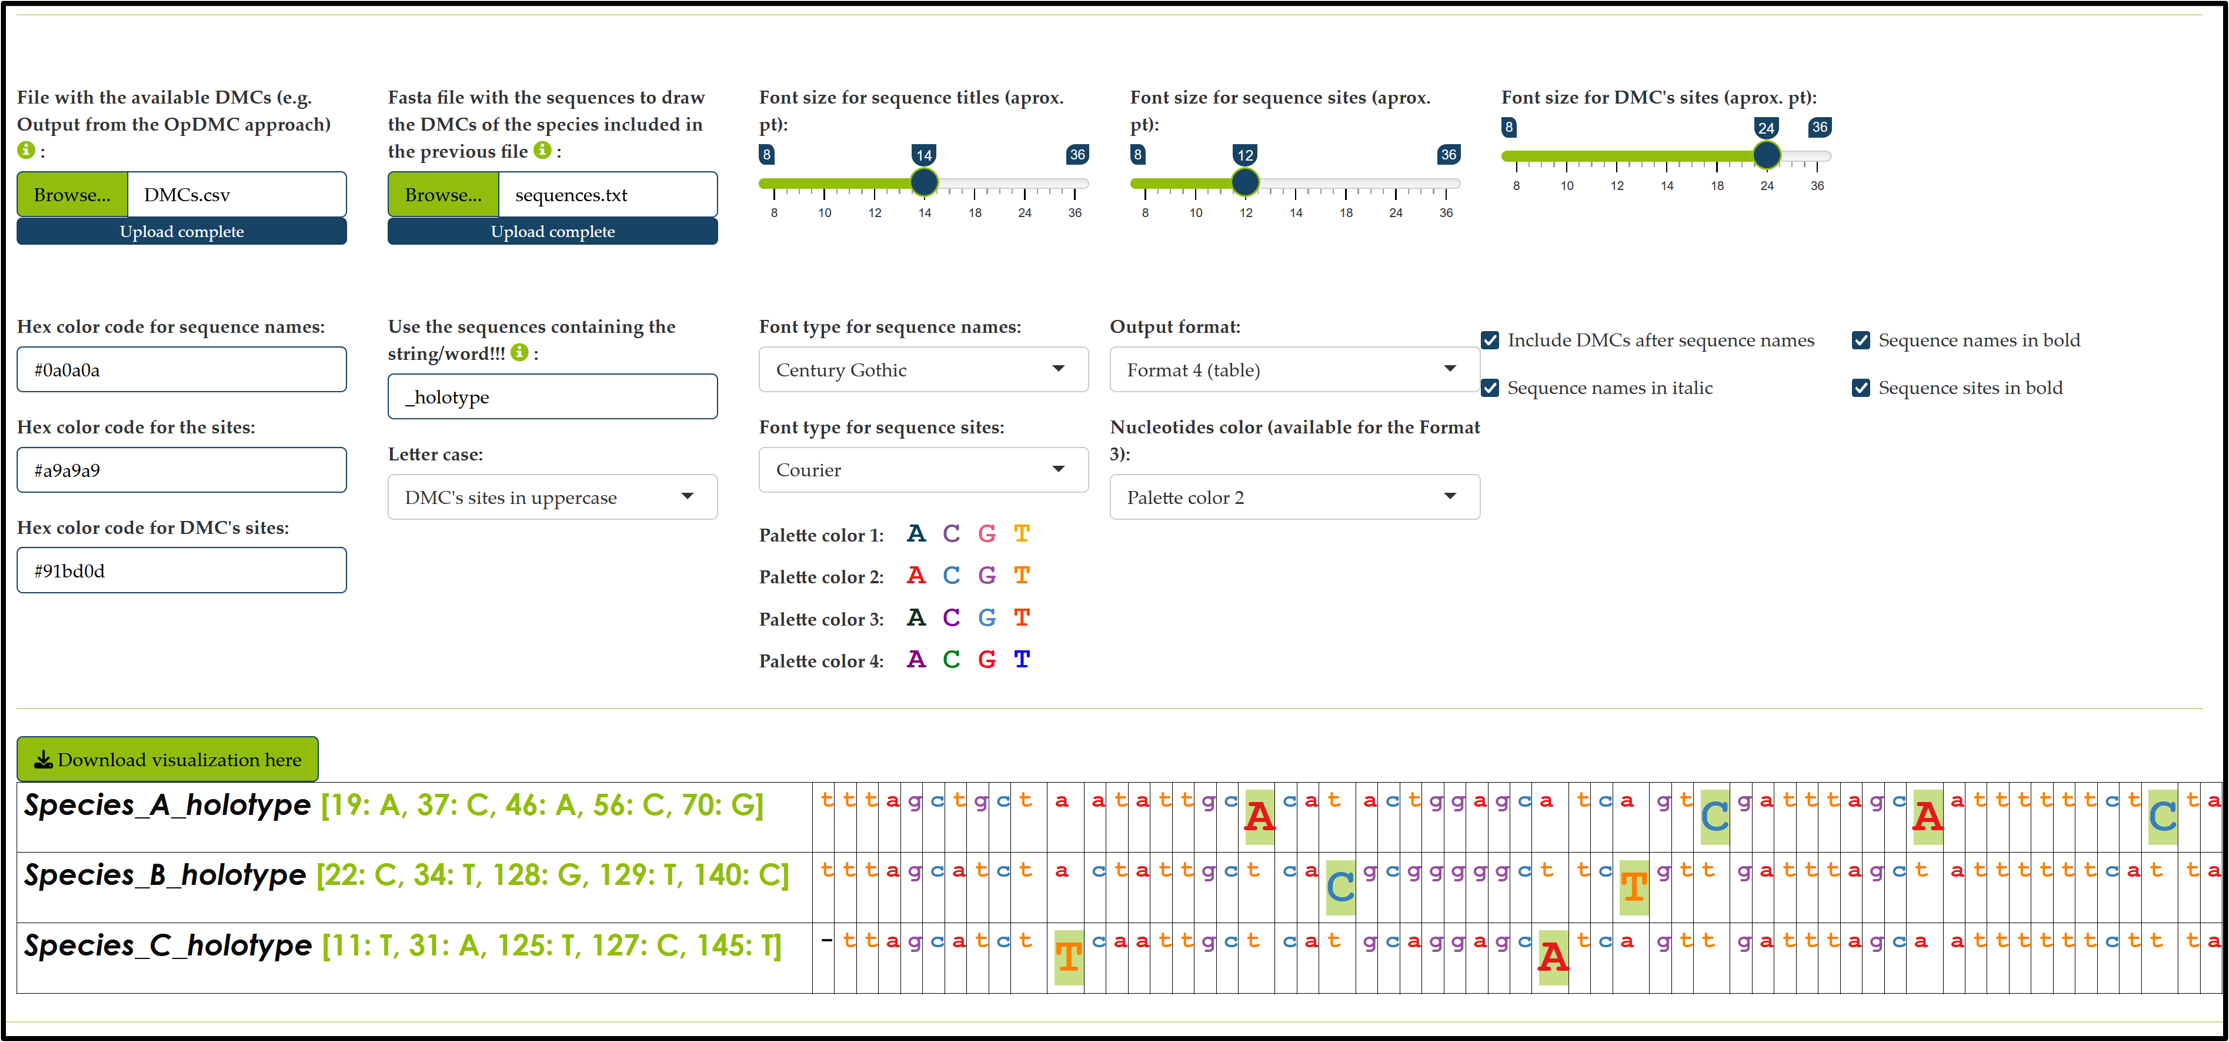 File with the available DMCs (e.g.
Output from the OpDMC approach)
:
Browse... DMCs.csv
Upload complete
Fasta file with the sequences to draw
the DMCs of the species included in
the previous file :
Browse... sequences.txt
Upload complete
Font size for sequence titles (aprox.
pt):
8 14 36
8 10 12 14 18 24 36
Font size for sequence sites (aprox.
pt):
8 12 36
8 10 12 14 18 24 36
Font size for DMC's sites (aprox. pt):
8 24 36
8 10 12 14 18 24 36
Hex color code for sequence names:
#0a0a0a
Hex color code for the sites:
#a9a9a9
Hex color code for DMC's sites:
#91bd0d
Use the sequences containing the
string/word!!! :
_holotype
Letter case:
DMC's sites in uppercase
Font type for sequence names:
Century Gothic
Font type for sequence sites:
Courier
Palette color 1: A C G T
Palette color 2: A C G T
Palette color 3: A C G T
Palette color 4: A C G T
Output format:
Format 4 (table)
Nucleotides color (available for the Format
3):
Palette color 2
Include DMCs after sequence names
Sequence names in italic
Sequence names in bold
Sequence sites in bold
Download visualization here
Species_A_holotype [19: A, 37: C, 46: A, 56: C, 70: G] t t t a g c t g c t a a t a t t g c A c a t a c t g g a g c a t c a g t C g a t t t a g c A a t t t t t t c t C t a
Species_B_holotype [22: C, 34: T, 128: G, 129: T, 140: C] t t t a g c a t c t a c t a t t g c t c a C g c g g g g g c t t c T g t t g a t t t a g c t a t t t t t t c a t t a
Species_C_holotype [11: T, 31: A, 125: T, 127: C, 145: T] - t t a g c a t c t T c a a t t g c t c a t g c a g g a g c A t c a g t t g a t t t a g c a a t t t t t t c t t t a